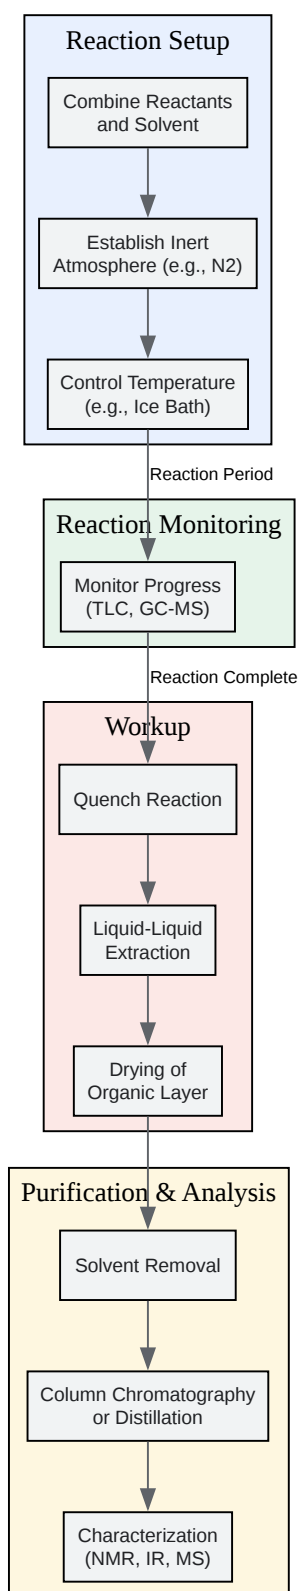 Reaction Setup
Combine Reactants
and Solvent
Establish Inert
Atmosphere (e.g., N2)
Control Temperature
(e.g., Ice Bath)
Reaction Period
Reaction Monitoring
Monitor Progress
(TLC, GC-MS)
Reaction Complete
Workup
Quench Reaction
Liquid-Liquid
Extraction
Drying of
Organic Layer
Purification & Analysis
Solvent Removal
Column Chromatography
or Distillation
Characterization
(NMR, IR, MS)